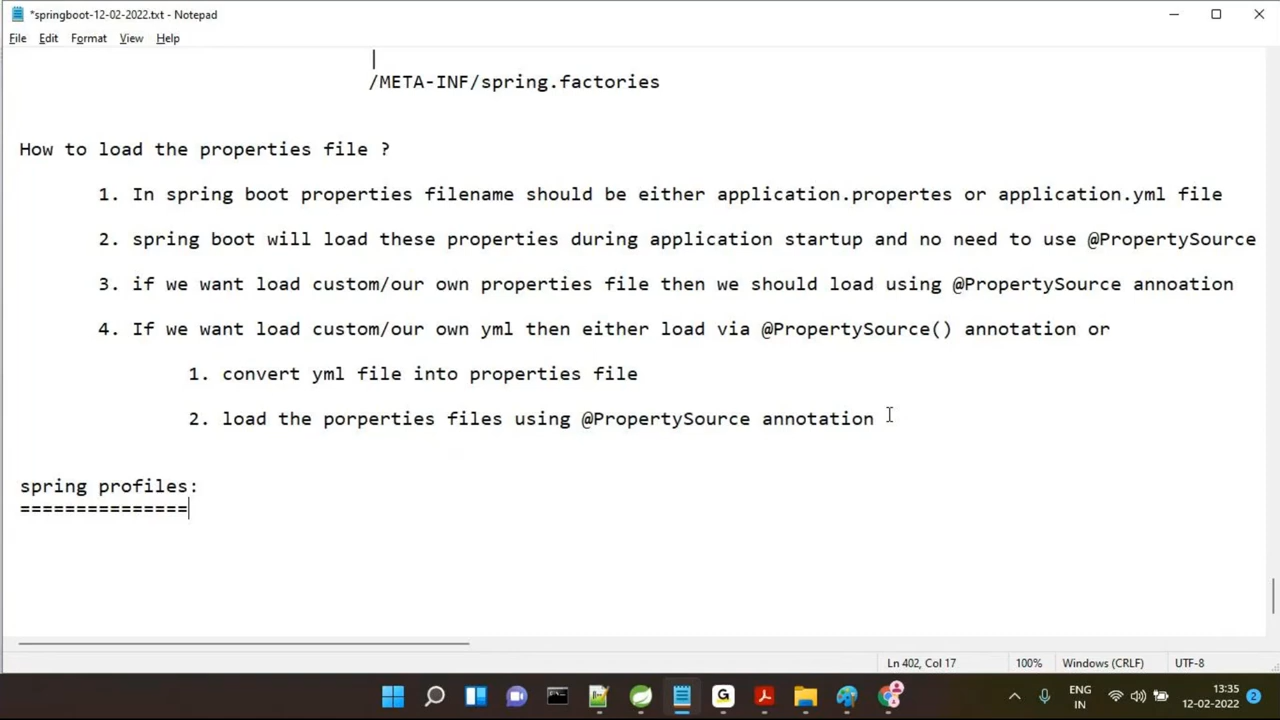 *springboot-12-02-2022.txt - Notepad
File Edit Format View Help
|
/META-INF/spring.factories
How to load the properties file ?
1. In spring boot properties filename should be either application.propertes or application.yml file
2. spring boot will load these properties during application startup and no need to use @PropertySource
3. if we want load custom/our own properties file then we should load using @PropertySource annoation
4. If we want load custom/our own yml then either load via @PropertySource() annotation or
1. convert yml file into properties file
2. load the porperties files using @PropertySource annotation
spring profiles:
===============
Ln 402, Col 17 100% Windows (CRLF) UTF-8
ENG
IN
13:35
12-02-2022
2